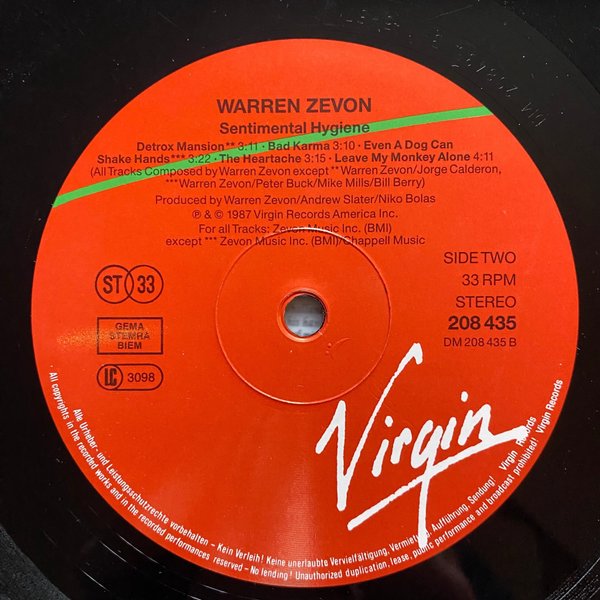 WARREN ZEVON
Sentimental Hygiene
Detrox Mansion** 3:11 · Bad Karma 3:10 · Even A Dog Can
Shake Hands*** 3:22 · The Heartache 3:15 · Leave My Monkey Alone 4:11
(All Tracks Composed by Warren Zevon except ** Warren Zevon/Jorge Calderon,
***Warren Zevon/Peter Buck/Mike Mills/Bill Berry)
Produced by Warren Zevon/Andrew Slater/Niko Bolas
℗ & © 1987 Virgin Records America Inc.
For all Tracks: Zevon Music Inc. (BMI)
except *** Zevon Music Inc. (BMI)/Chappell Music
SIDE TWO
33 RPM
STEREO
208 435
DM 208 435 B
ST 33
GEMA
STEMRA
BIEM
LC 3098
Virgin
Alle Urheber- und Leistungsschutzrechte vorbehalten – Kein Verleih! Keine unerlaubte Vervielfältigung, Vermietung, Aufführung, Sendung! Virgin Records
All copyrights in the recorded works and in the recorded performances reserved – No lending! Unauthorized duplication, lease, public performance and broadcast prohibited! Virgin Records